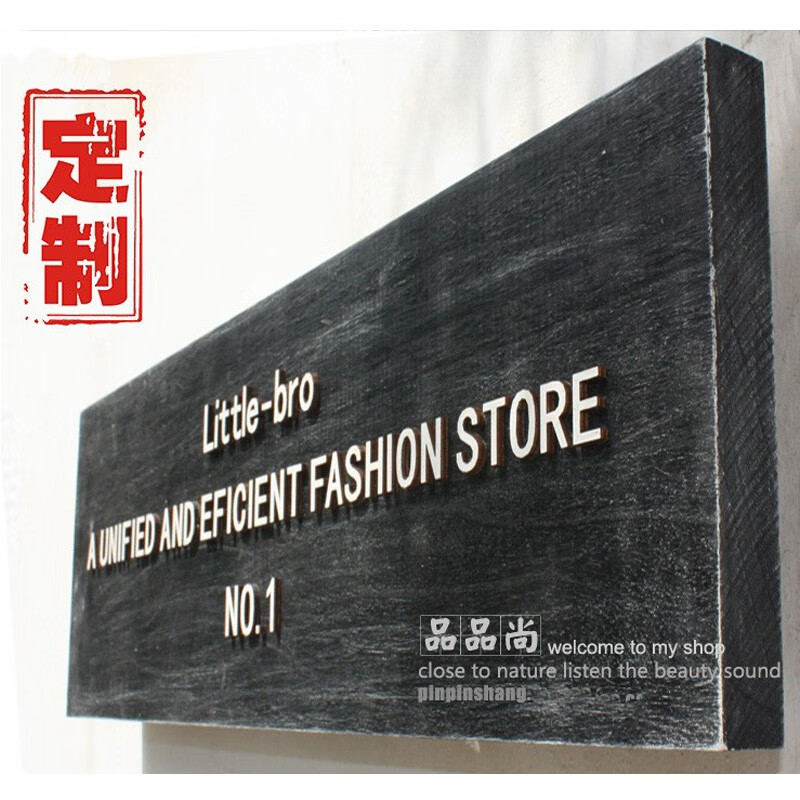 定制
Little-bro
A UNIFIED AND EFICIENT FASHION STORE
NO.1
品品尚 welcome to my shop
close to nature listen the beauty sound
pinpinshang